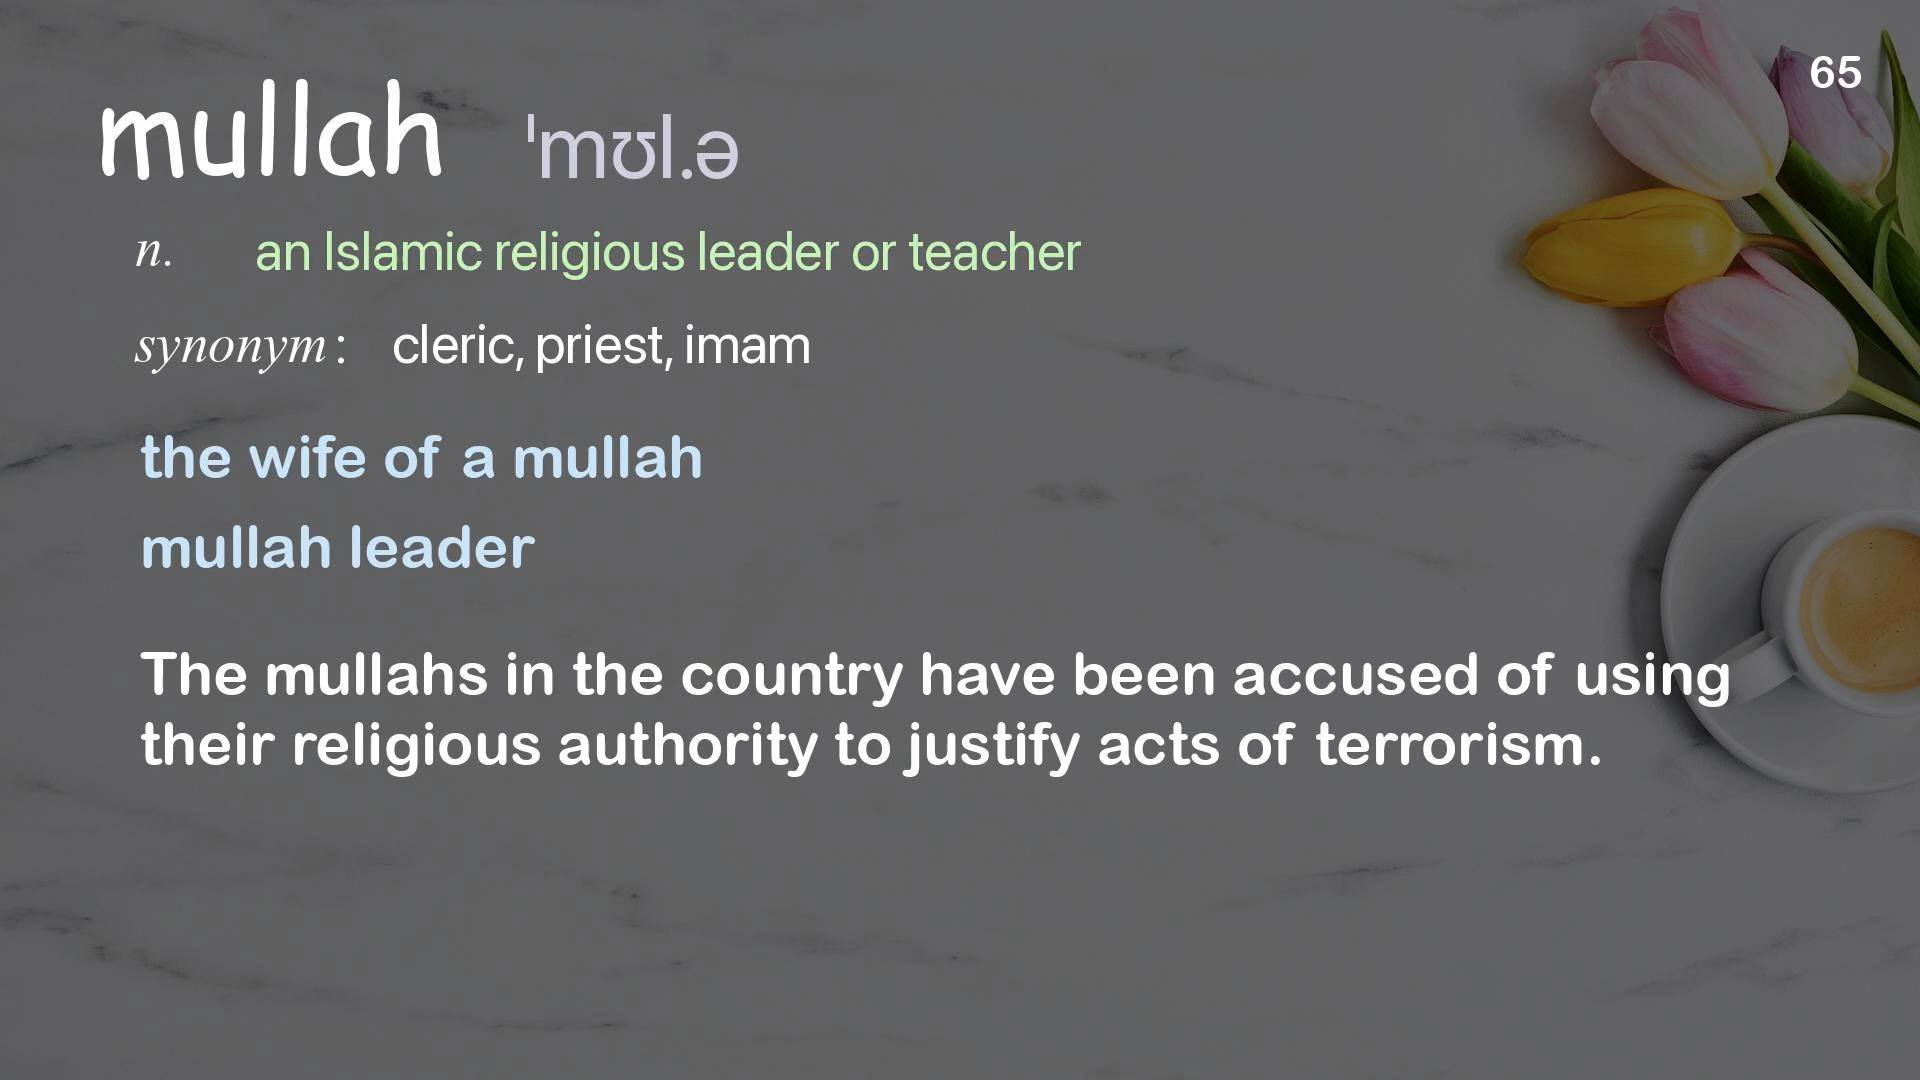 65
mullah ˈmʊl.ə
n. an Islamic religious leader or teacher
synonym: cleric, priest, imam
the wife of a mullah
mullah leader
The mullahs in the country have been accused of using
their religious authority to justify acts of terrorism.